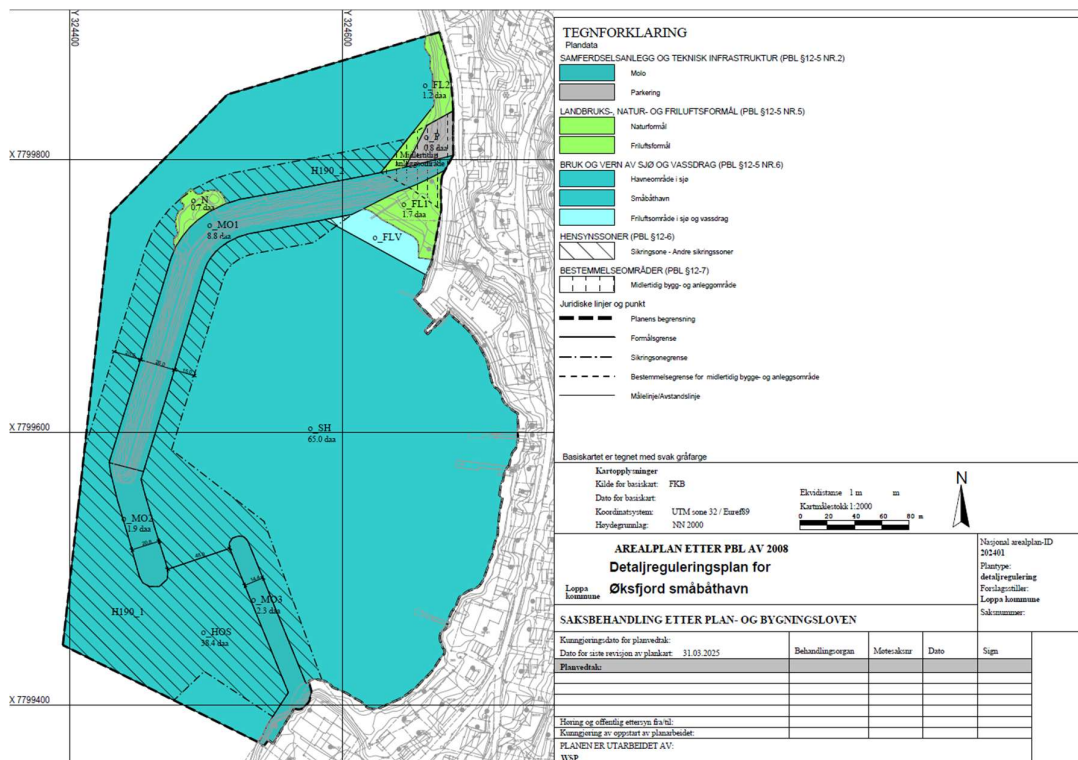 Y 324400
Y 324600
X 7799800
X 7799600
X 7799400
o_FL2
1.2 daa
o_P
0.8 daa
Midlertidig
anleggsområde
H190_2
o_N
0.7 daa
o_MO1
8.8 daa
o_FL1
1.7 daa
o_FLV
o_SH
65.0 daa
o_MO2
1.9 daa
o_MO3
2.3 daa
H190_1
o_HOS
38.4 daa
TEGNFORKLARING
Plandata
SAMFERDSELSANLEGG OG TEKNISK INFRASTRUKTUR (PBL §12-5 NR.2)
Molo
Parkering
LANDBRUKS-, NATUR- OG FRILUFTSFORMÅL (PBL §12-5 NR.5)
Naturformål
Friluftsformål
BRUK OG VERN AV SJØ OG VASSDRAG (PBL §12-5 NR.6)
Havneområde i sjø
Småbåthavn
Friluftsområde i sjø og vassdrag
HENSYNSSONER (PBL §12-6)
Sikringsone - Andre sikringssoner
BESTEMMELSEOMRÅDER (PBL §12-7)
Midlertidig bygg- og anleggområde
Juridiske linjer og punkt
Planens begrensning
Formålsgrense
Sikringsonegrense
Bestemmelsegrense for midlertidig bygge- og anleggsområde
Målelinje/Avstandslinje
Basiskartet er tegnet med svak gråfarge
Kartopplysninger
Kilde for basiskart: FKB
Dato for basiskart:
Koordinatsystem: UTM sone 32 / Euref89
Høydegrunnlag: NN 2000
Ekvidistanse 1 m m
Kartmålestokk 1:2000
0 20 40 60 80 m
N
AREALPLAN ETTER PBL AV 2008
Detaljreguleringsplan for
Øksfjord småbåthavn
Loppa
kommune
Nasjonal arealplan-ID
202401
Plantype:
detaljregulering
Forslagsstiller:
Loppa kommune
Saksnummer:
SAKSBEHANDLING ETTER PLAN- OG BYGNINGSLOVEN
Kunngjøringsdato for planvedtak:
Dato for siste revisjon av plankart: 31.03.2025
Behandlingsorgan Møtesaksnr Dato Sign
Planvedtak:
Høring og offentlig ettersyn fra/til:
Kunngjøring av oppstart av planarbeidet:
PLANEN ER UTARBEIDET AV:
WSP